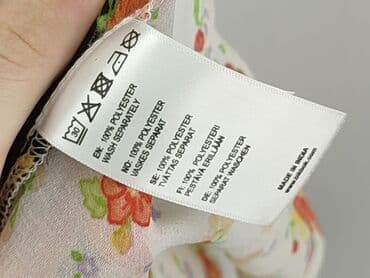 30
EN: 100% POLYESTER
WASH SEPARATELY
NO: 100% POLYESTER
VASKES SEPARAT
SE: 100% POLYESTER
TVÄTTAS SEPARAT
FI: 100% POLYESTERI
PESTÄVÄ ERILLÄÄN
DE: 100% POLYESTER
SEPARAT WASCHEN
MADE IN INDIA